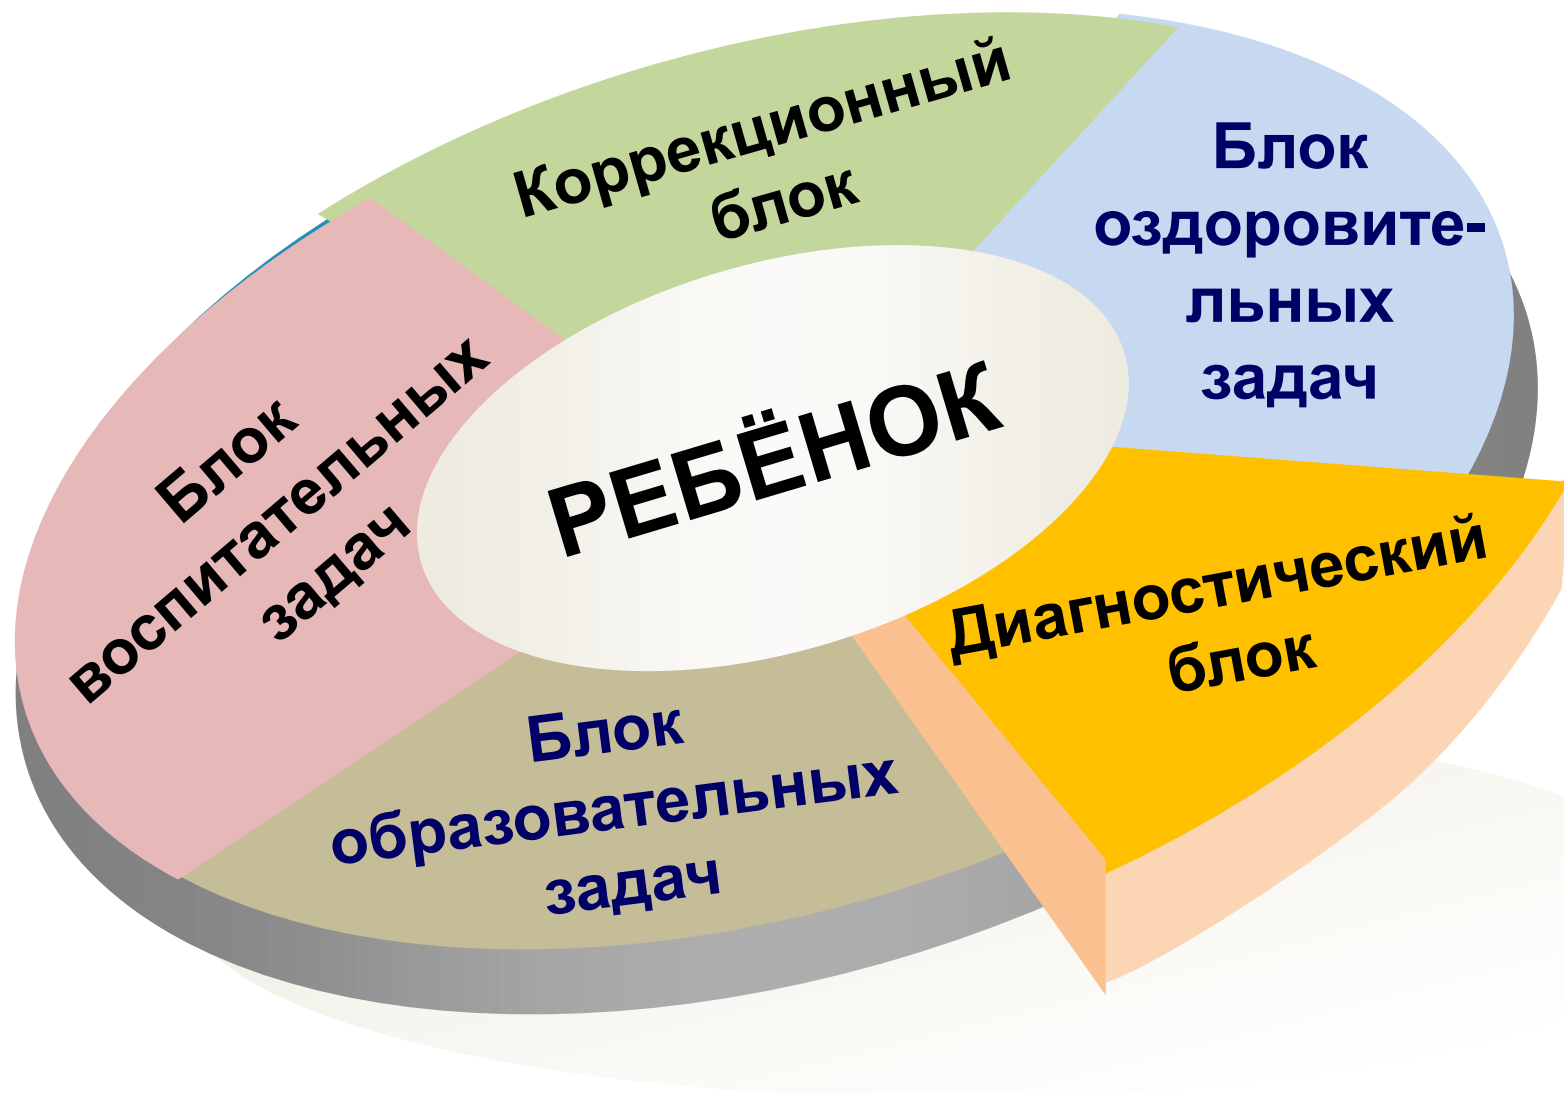 Коррекционный
блок
Блок
оздоровите-
льных
задач
Блок
воспитательных
задач
РЕБЁНОК
Диагностический
блок
Блок
образовательных
задач